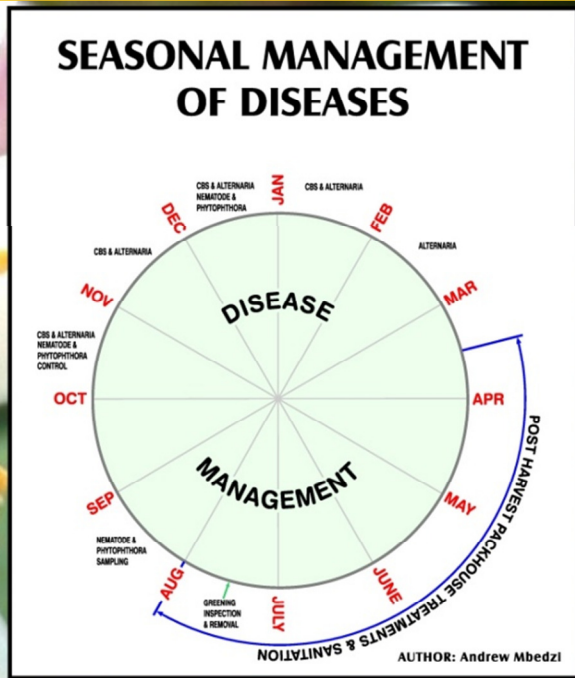 SEASONAL MANAGEMENT
OF DISEASES
JAN
CBS & ALTERNARIA
FEB
ALTERNARIA
MAR
APR
MAY
JUNE
JULY
GREENING
INSPECTION
& REMOVAL
AUG
NEMATODE &
PHYTOPHTHORA
SAMPLING
SEP
OCT
CBS & ALTERNARIA
NEMATODE &
PHYTOPHTHORA
CONTROL
NOV
CBS & ALTERNARIA
DEC
CBS & ALTERNARIA
NEMATODE &
PHYTOPHTHORA
DISEASE
MANAGEMENT
POST HARVEST PACKHOUSE TREATMENTS & SANITATION
AUTHOR: Andrew Mbedzi